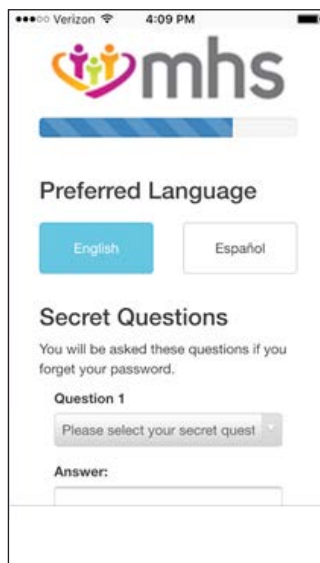 Verizon 4:09 PM
mhs
Preferred Language
English Español
Secret Questions
You will be asked these questions if you
forget your password.
Question 1
Please select your secret quest
Answer: